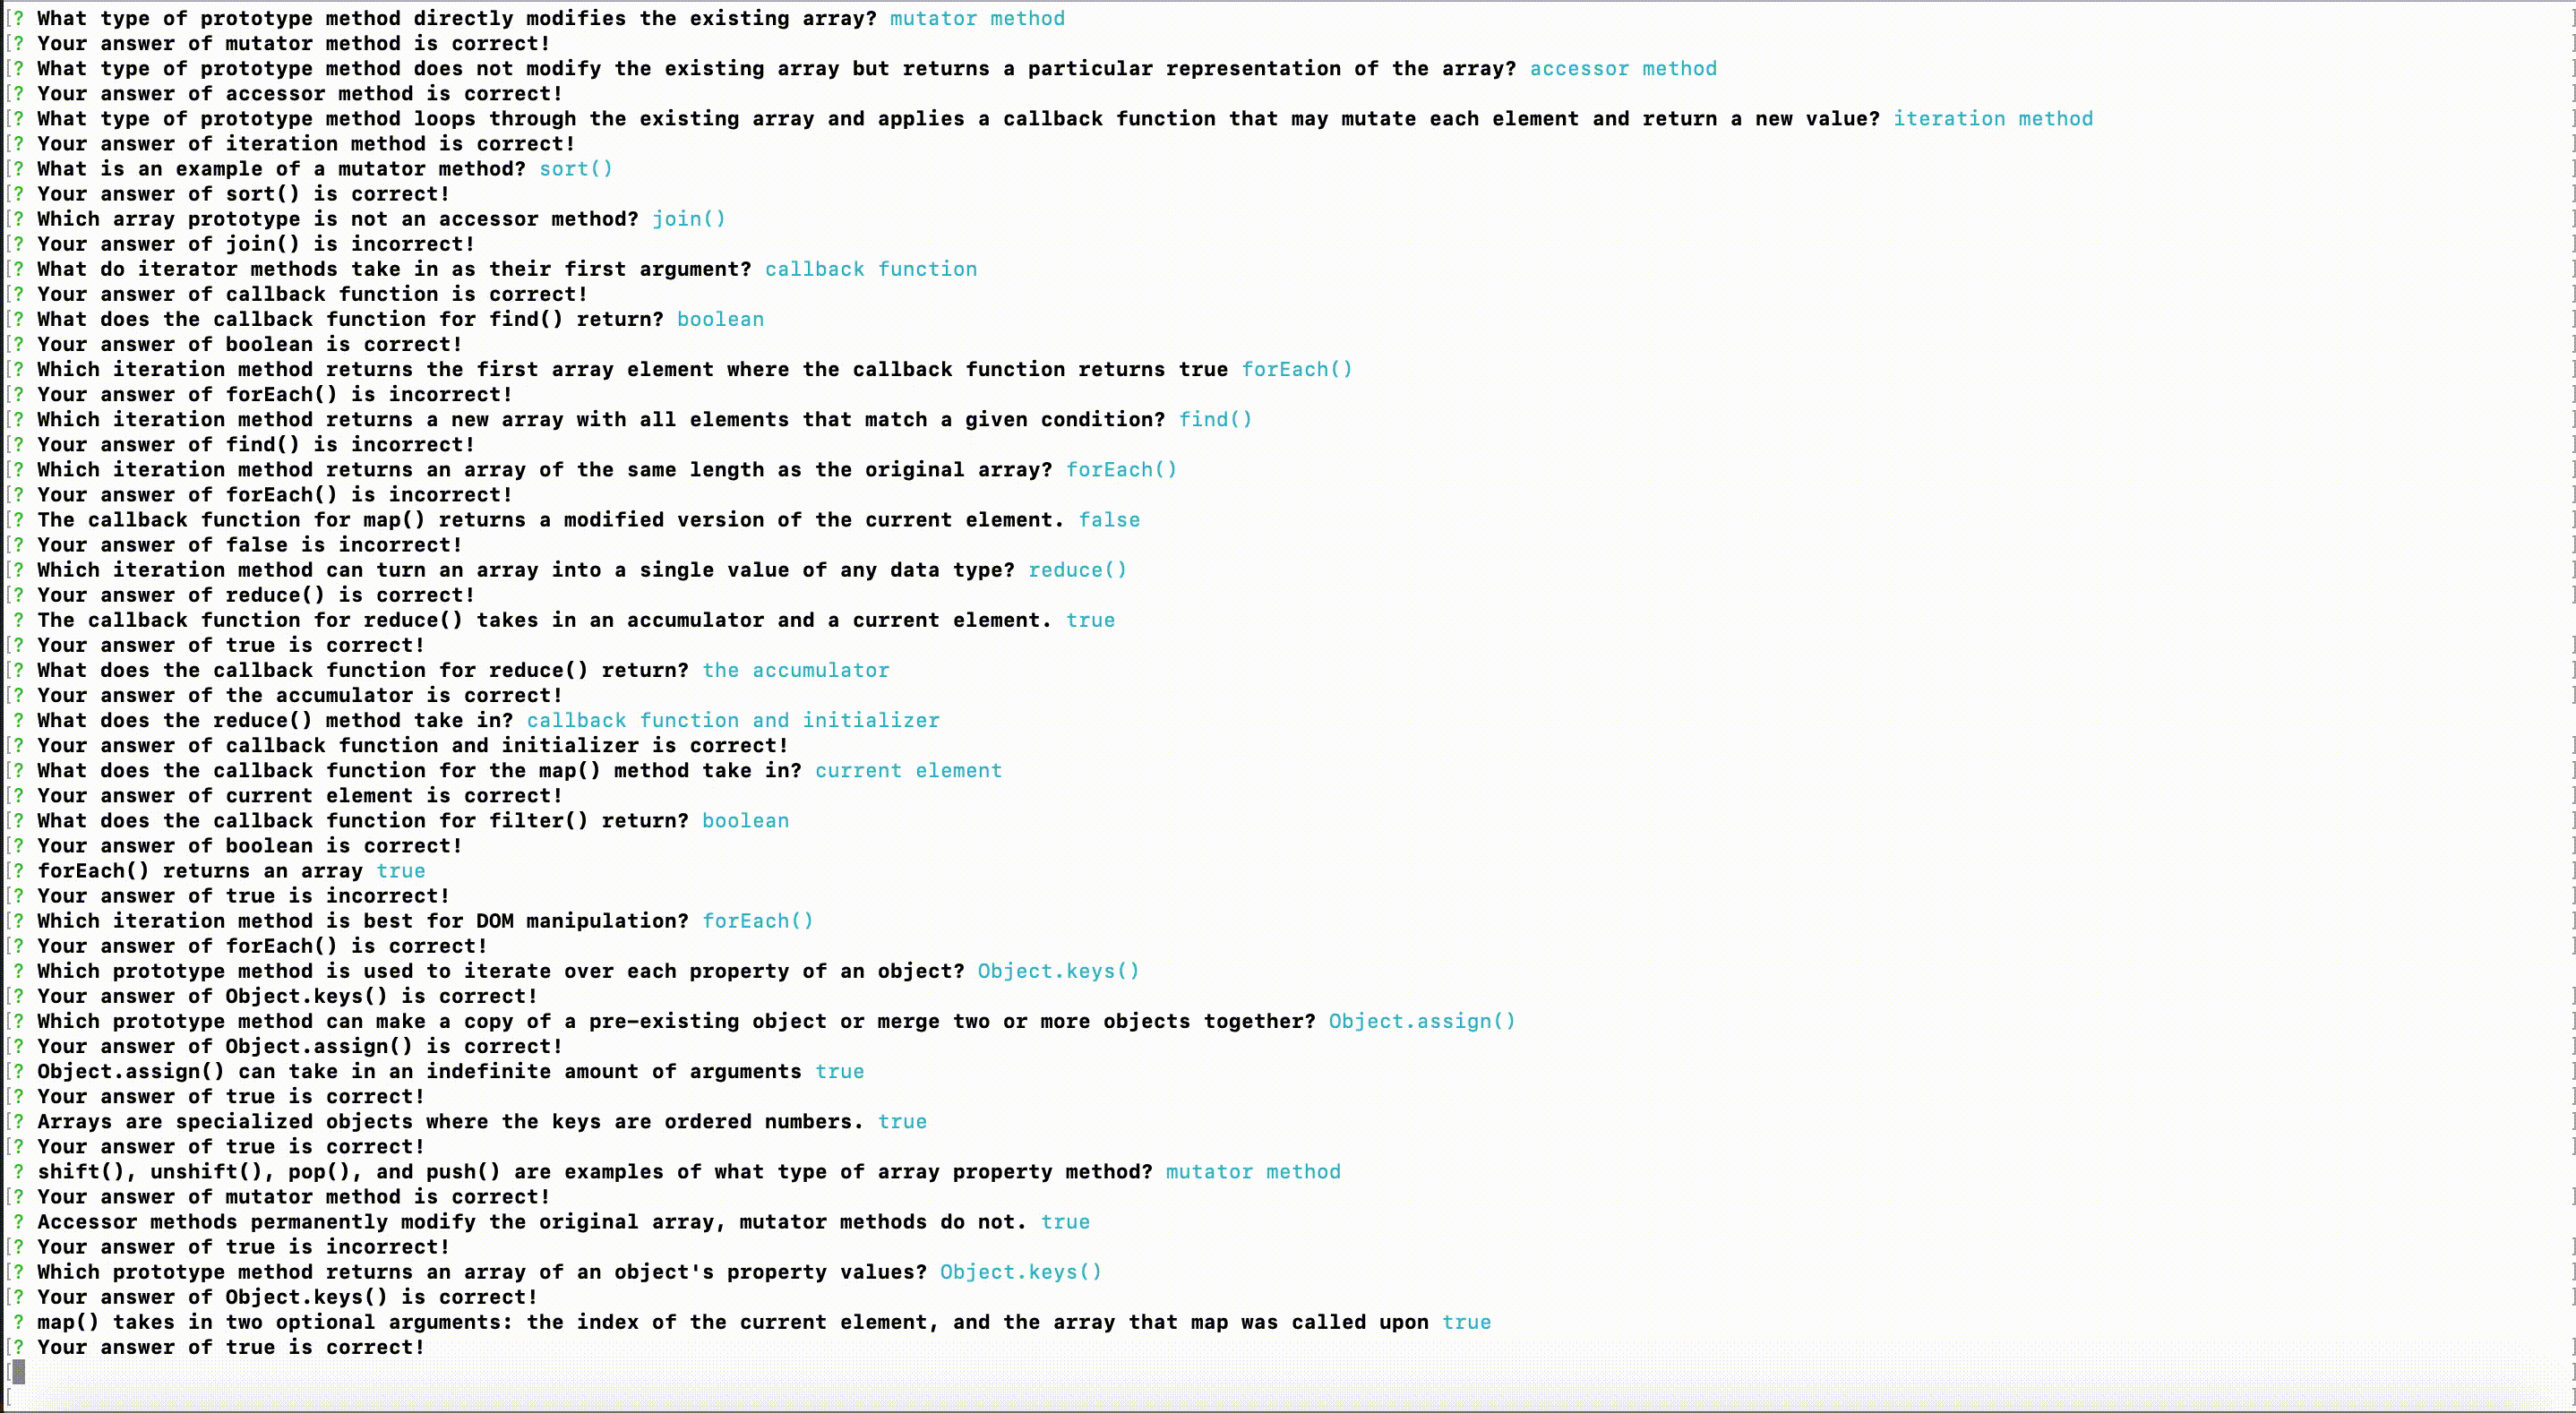 [? What type of prototype method directly modifies the existing array? mutator method ]
[? Your answer of mutator method is correct! ]
[? What type of prototype method does not modify the existing array but returns a particular representation of the array? accessor method ]
[? Your answer of accessor method is correct! ]
[? What type of prototype method loops through the existing array and applies a callback function that may mutate each element and return a new value? iteration method ]
[? Your answer of iteration method is correct! ]
[? What is an example of a mutator method? sort() ]
[? Your answer of sort() is correct! ]
[? Which array prototype is not an accessor method? join() ]
[? Your answer of join() is incorrect! ]
[? What do iterator methods take in as their first argument? callback function ]
[? Your answer of callback function is correct! ]
[? What does the callback function for find() return? boolean ]
[? Your answer of boolean is correct! ]
[? Which iteration method returns the first array element where the callback function returns true forEach() ]
[? Your answer of forEach() is incorrect! ]
[? Which iteration method returns a new array with all elements that match a given condition? find() ]
[? Your answer of find() is incorrect! ]
[? Which iteration method returns an array of the same length as the original array? forEach() ]
[? Your answer of forEach() is incorrect! ]
[? The callback function for map() returns a modified version of the current element. false ]
[? Your answer of false is incorrect! ]
[? Which iteration method can turn an array into a single value of any data type? reduce() ]
[? Your answer of reduce() is correct! ]
? The callback function for reduce() takes in an accumulator and a current element. true
[? Your answer of true is correct! ]
[? What does the callback function for reduce() return? the accumulator ]
[? Your answer of the accumulator is correct! ]
? What does the reduce() method take in? callback function and initializer
[? Your answer of callback function and initializer is correct! ]
[? What does the callback function for the map() method take in? current element ]
[? Your answer of current element is correct! ]
[? What does the callback function for filter() return? boolean ]
[? Your answer of boolean is correct! ]
[? forEach() returns an array true ]
[? Your answer of true is incorrect! ]
[? Which iteration method is best for DOM manipulation? forEach() ]
[? Your answer of forEach() is correct! ]
? Which prototype method is used to iterate over each property of an object? Object.keys()
[? Your answer of Object.keys() is correct! ]
[? Which prototype method can make a copy of a pre-existing object or merge two or more objects together? Object.assign() ]
[? Your answer of Object.assign() is correct! ]
[? Object.assign() can take in an indefinite amount of arguments true ]
[? Your answer of true is correct! ]
[? Arrays are specialized objects where the keys are ordered numbers. true ]
[? Your answer of true is correct! ]
? shift(), unshift(), pop(), and push() are examples of what type of array property method? mutator method
[? Your answer of mutator method is correct! ]
? Accessor methods permanently modify the original array, mutator methods do not. true
[? Your answer of true is incorrect! ]
[? Which prototype method returns an array of an object's property values? Object.keys() ]
[? Your answer of Object.keys() is correct! ]
? map() takes in two optional arguments: the index of the current element, and the array that map was called upon true
[? Your answer of true is correct! ]
[ ]
[ ]